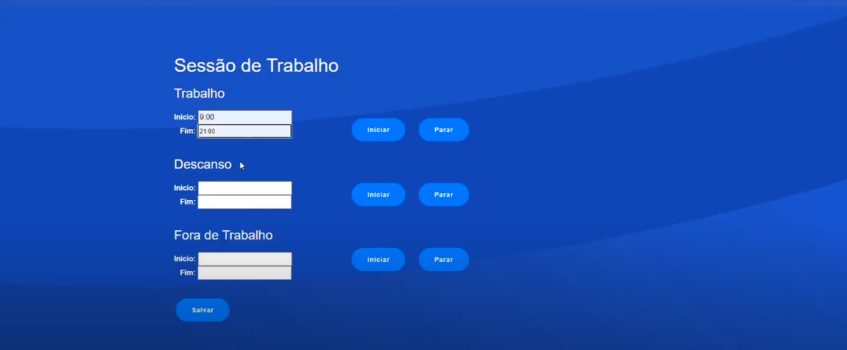 Sessão de Trabalho
Trabalho
Inicio: 9:00
Fim: 21:00
Iniciar Parar
Descanso
Inicio:
Fim:
Iniciar Parar
Fora de Trabalho
Inicio:
Fim:
Iniciar Parar
Salvar